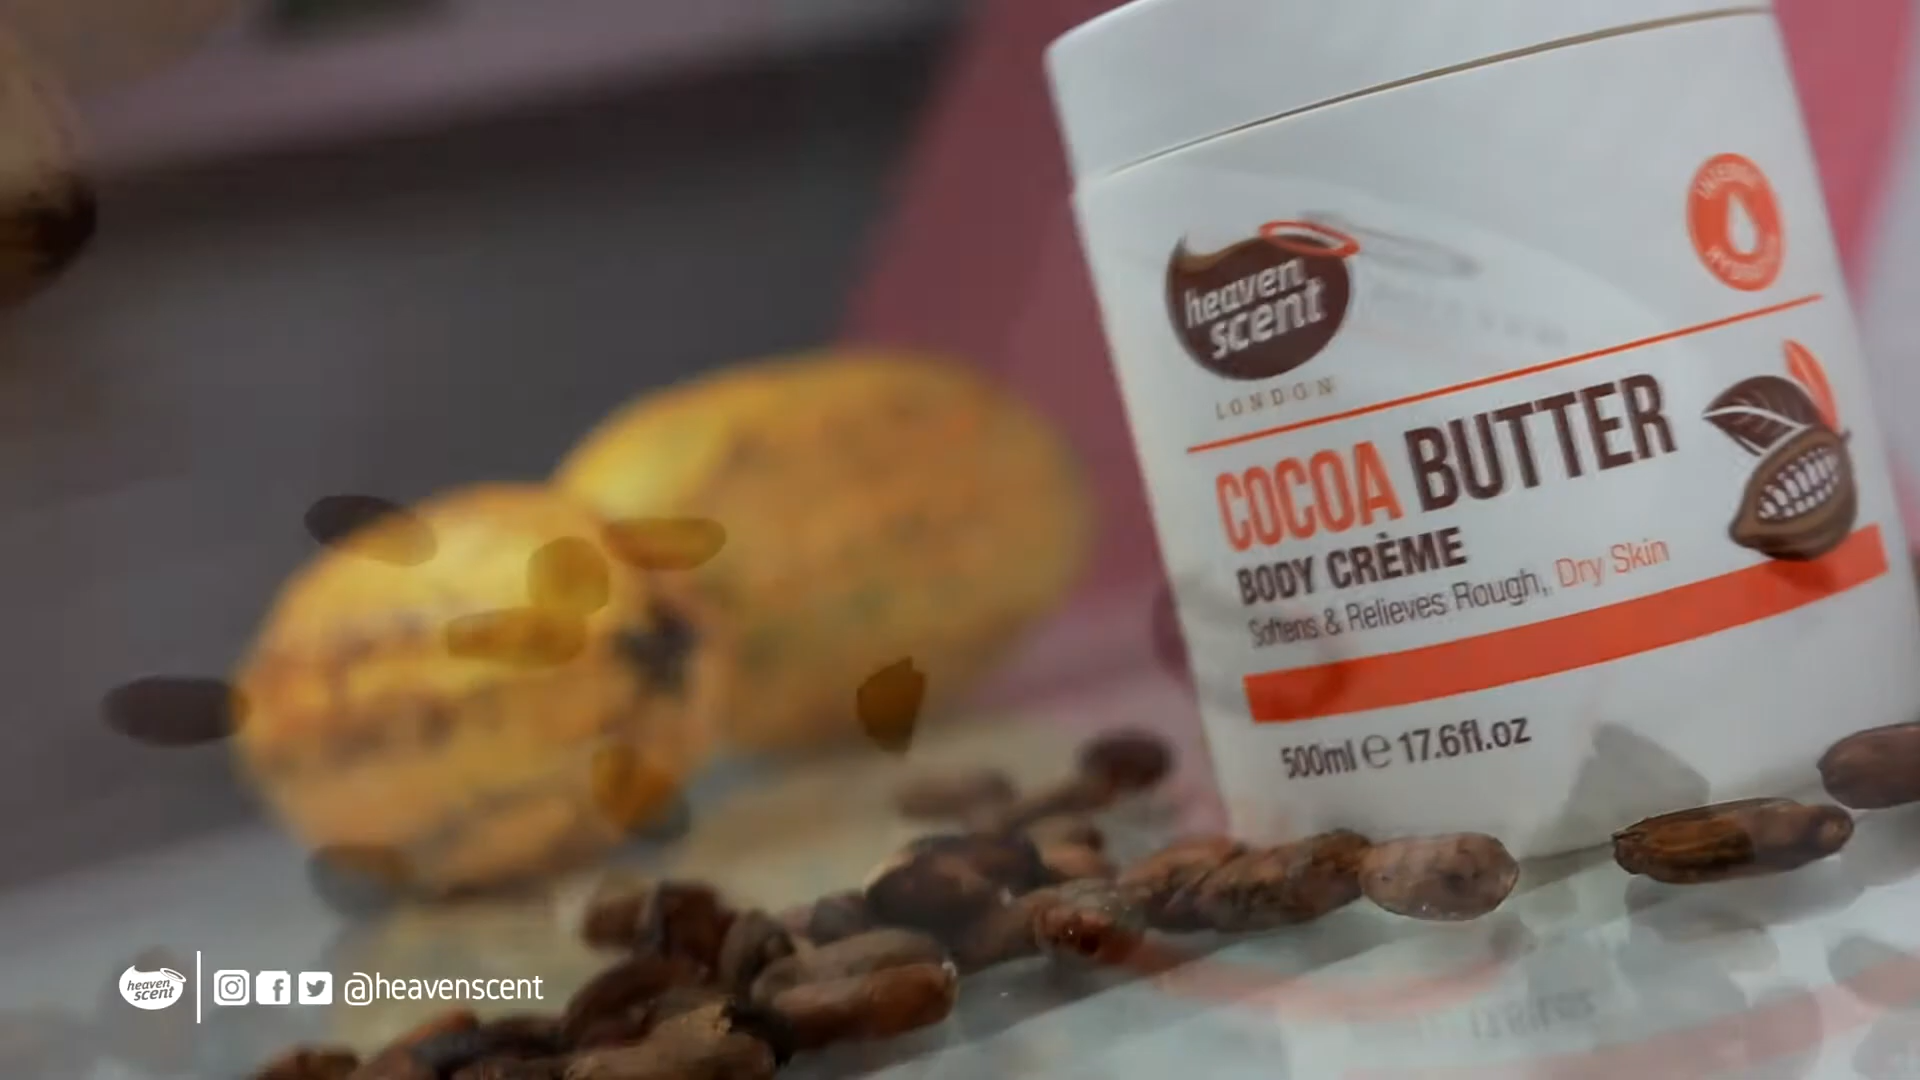 heaven
scent
LONDON
COCOA BUTTER
BODY CRÈME
Softens & Relieves Rough, Dry Skin
500ml ℮ 17.6fl.oz
heaven
scent
@heavenscent